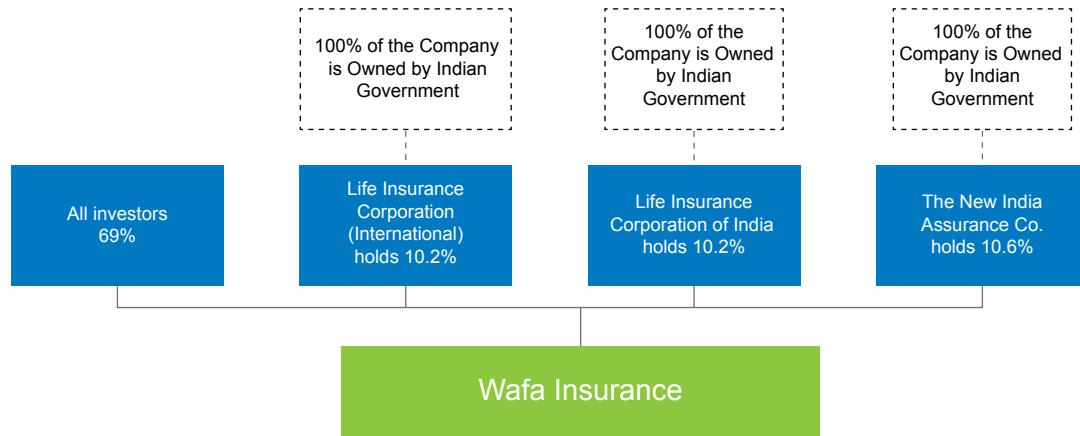 100% of the Company
is Owned by Indian
Government
100% of the
Company is Owned
by Indian
Government
100% of the
Company is Owned
by Indian
Government
All investors
69%
Life Insurance
Corporation
(International)
holds 10.2%
Life Insurance
Corporation of India
holds 10.2%
The New India
Assurance Co.
holds 10.6%
Wafa Insurance